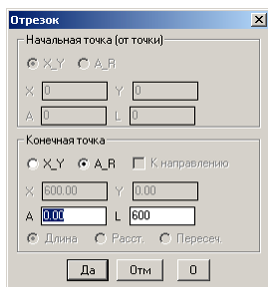 Отрезок
Начальная точка (от точки)
X_Y A_R
X 0 Y 0
A 0 L 0
Конечная точка
X_Y A_R К направлению
X 600.00 Y 0.00
A 0.00 L 600
Длина Расст. Пересеч.
Да Отм О